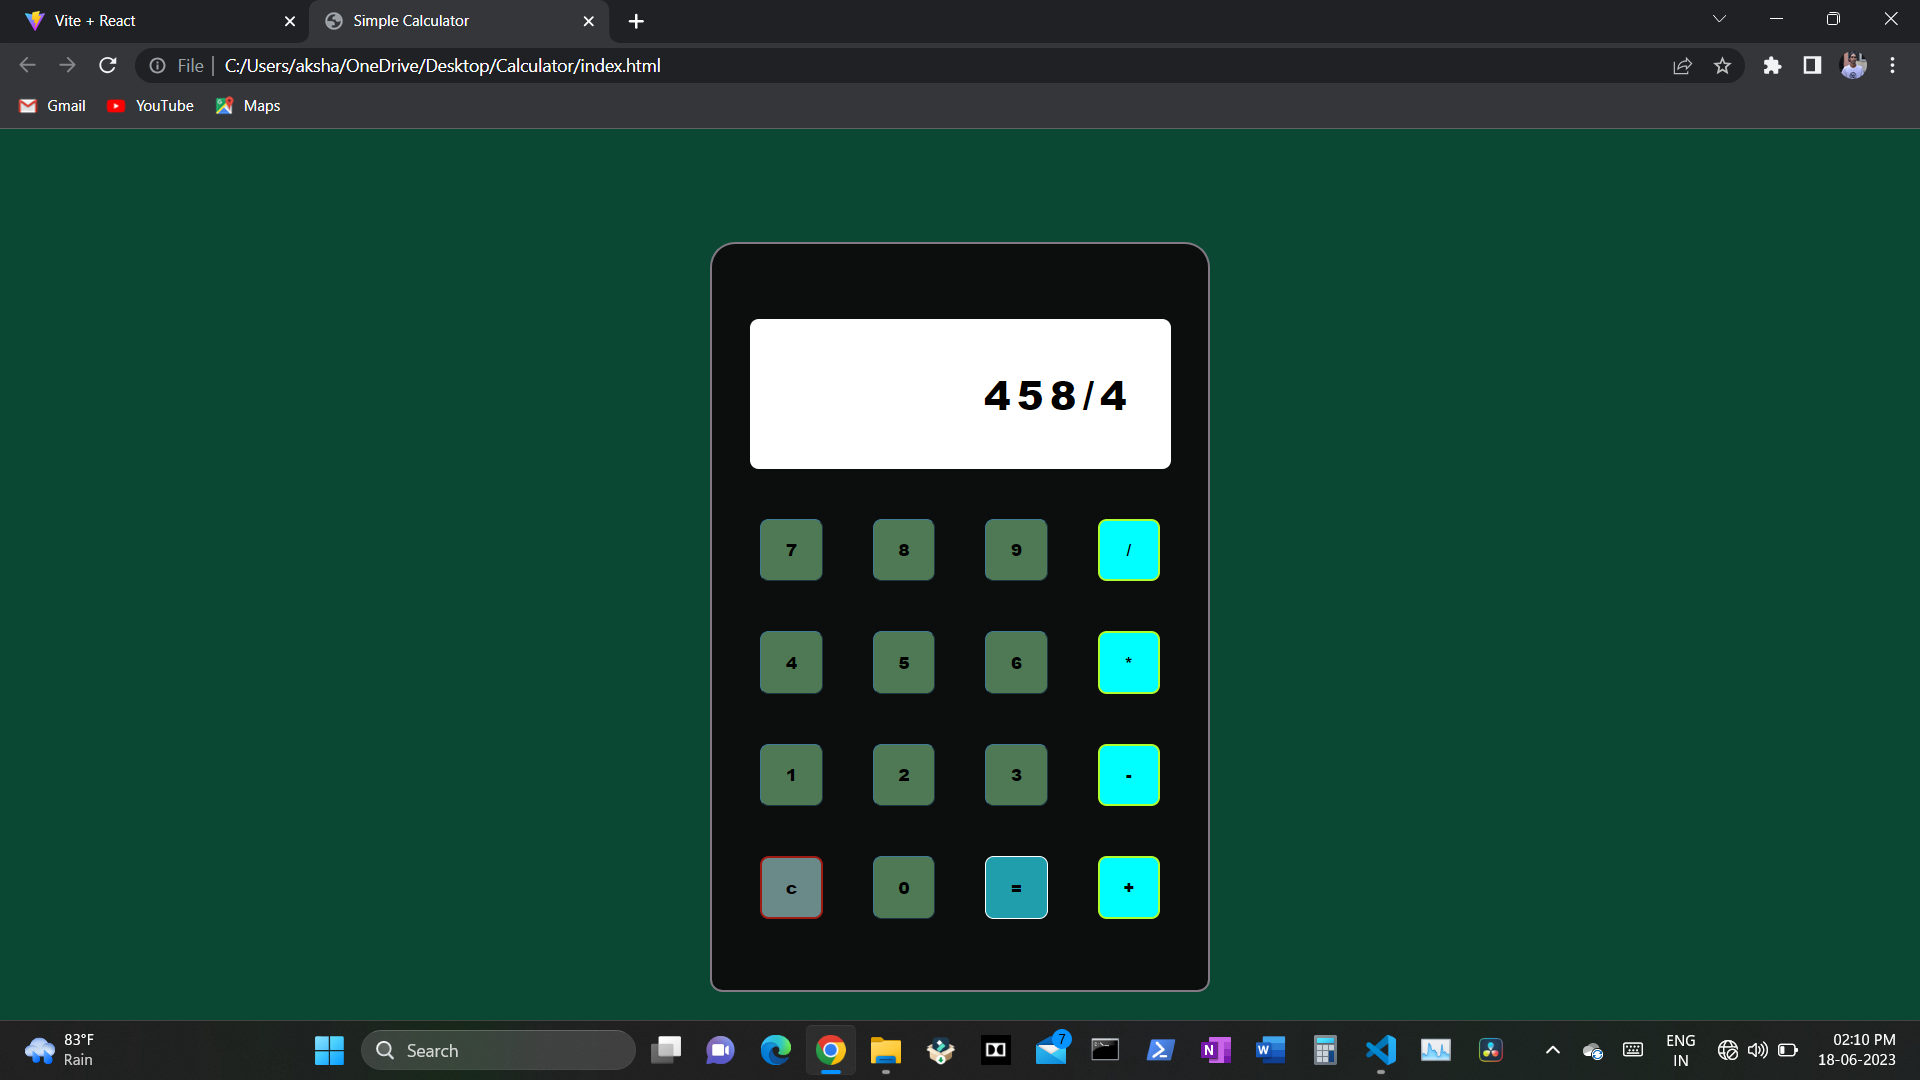 Vite + React
Simple Calculator
File
C:/Users/aksha/OneDrive/Desktop/Calculator/index.html
Gmail
YouTube
Maps
458/4
7 8 9 /
4 5 6 *
1 2 3 -
c 0 = +
83°F
Rain
Search
7
ENG
IN
02:10 PM
18-06-2023